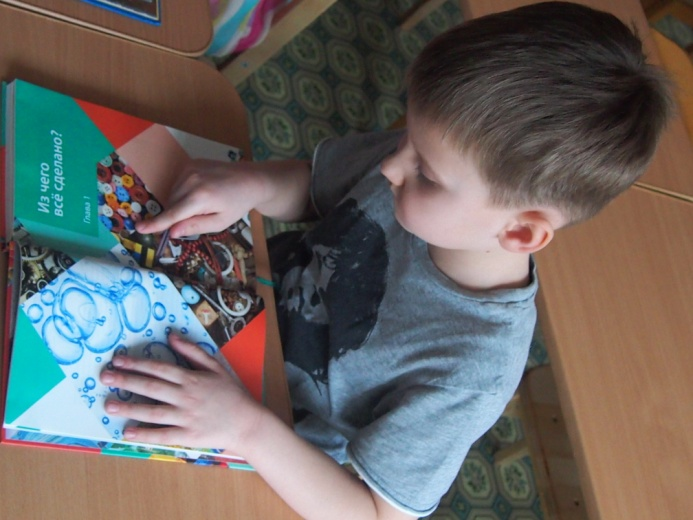 Из чего
всё сделано?
Глава 1